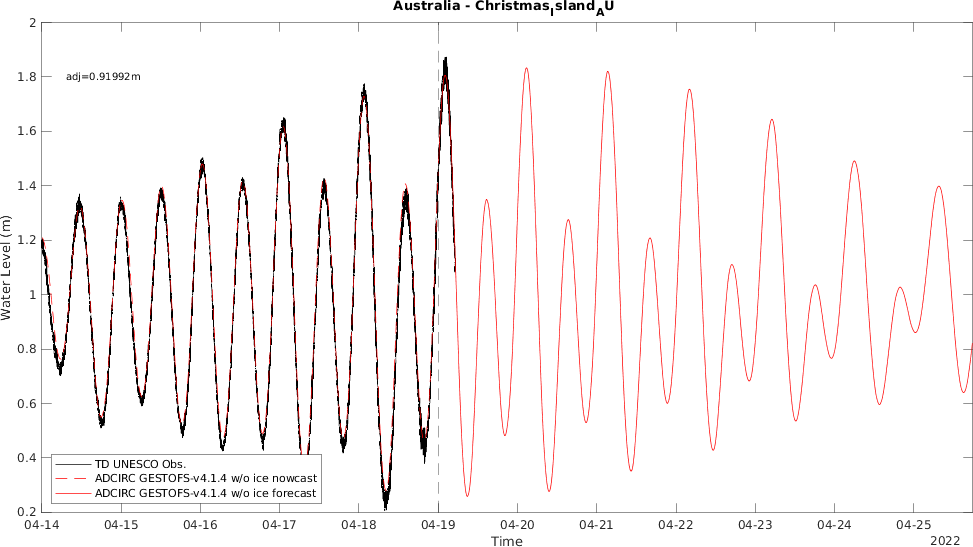 Australia - Christmas_Island_AU
2
1.8
1.6
1.4
1.2
1
0.8
0.6
0.4
0.2
Water Level (m)
adj=0.91992m
TD UNESCO Obs.
ADCIRC GESTOFS-v4.1.4 w/o ice nowcast
ADCIRC GESTOFS-v4.1.4 w/o ice forecast
04-14 04-15 04-16 04-17 04-18 04-19 04-20 04-21 04-22 04-23 04-24 04-25
Time
2022